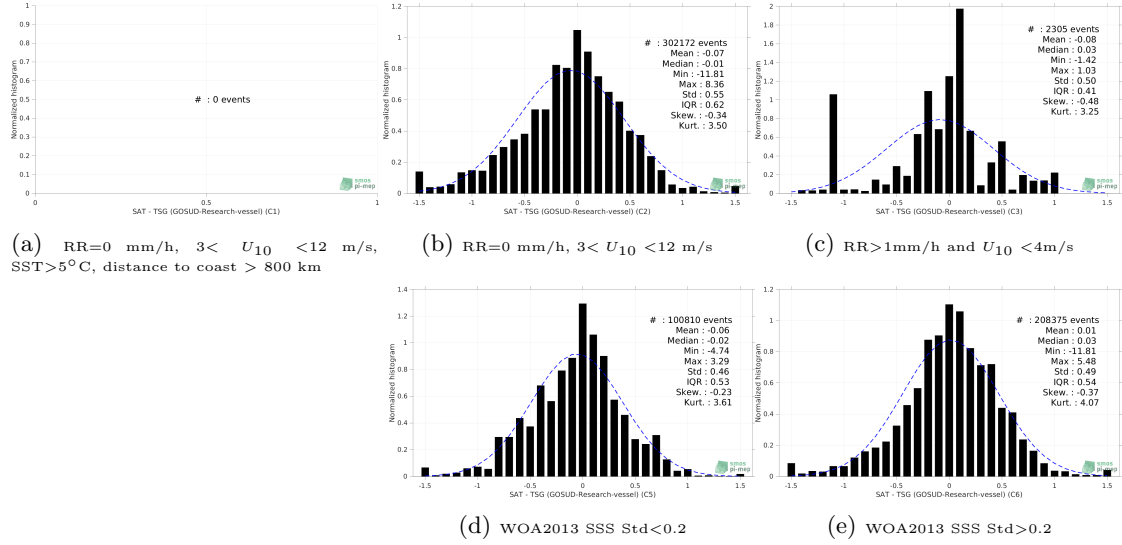 Normalized histogram
1
0.9
0.8
0.7
0.6
0.5
0.4
0.3
0.2
0.1
0
# : 0 events
0 0.5 1
SAT - TSG (GOSUD-Research-vessel) (C1)
smos
pi-mep
(a) RR=0 mm/h, 3< U10 <12 m/s,
SST>5°C, distance to coast > 800 km
Normalized histogram
1.2
1
0.8
0.6
0.4
0.2
0
# : 302172 events
Mean : -0.07
Median : -0.01
Min : -11.81
Max : 8.36
Std : 0.55
IQR : 0.62
Skew. : -0.34
Kurt. : 3.50
-1.5 -1 -0.5 0 0.5 1 1.5
SAT - TSG (GOSUD-Research-vessel) (C2)
smos
pi-mep
(b) RR=0 mm/h, 3< U10 <12 m/s
Normalized histogram
2
1.8
1.6
1.4
1.2
1
0.8
0.6
0.4
0.2
0
# : 2305 events
Mean : -0.08
Median : 0.03
Min : -1.42
Max : 1.03
Std : 0.50
IQR : 0.41
Skew. : -0.48
Kurt. : 3.25
-1.5 -1 -0.5 0 0.5 1 1.5
SAT - TSG (GOSUD-Research-vessel) (C3)
smos
pi-mep
(c) RR>1mm/h and U10 <4m/s
Normalized histogram
1.4
1.2
1
0.8
0.6
0.4
0.2
0
# : 100810 events
Mean : -0.06
Median : -0.02
Min : -4.74
Max : 3.29
Std : 0.46
IQR : 0.53
Skew. : -0.23
Kurt. : 3.61
-1.5 -1 -0.5 0 0.5 1 1.5
SAT - TSG (GOSUD-Research-vessel) (C5)
smos
pi-mep
(d) WOA2013 SSS Std<0.2
Normalized histogram
1.2
1
0.8
0.6
0.4
0.2
0
# : 208375 events
Mean : 0.01
Median : 0.03
Min : -11.81
Max : 5.48
Std : 0.49
IQR : 0.54
Skew. : -0.37
Kurt. : 4.07
-1.5 -1 -0.5 0 0.5 1 1.5
SAT - TSG (GOSUD-Research-vessel) (C6)
smos
pi-mep
(e) WOA2013 SSS Std>0.2